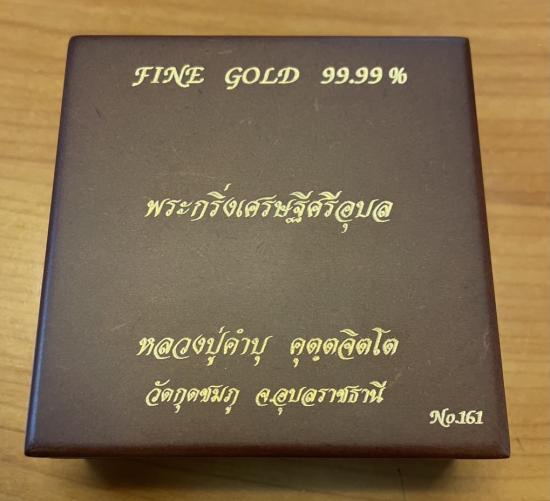 FINE GOLD 99.99 %
พระกริ่งเศรษฐีศรีอุบล
หลวงปู่คำบุ คุตฺตจิตโต
วัดกุดชมภู จ.อุบลราชธานี
No.161